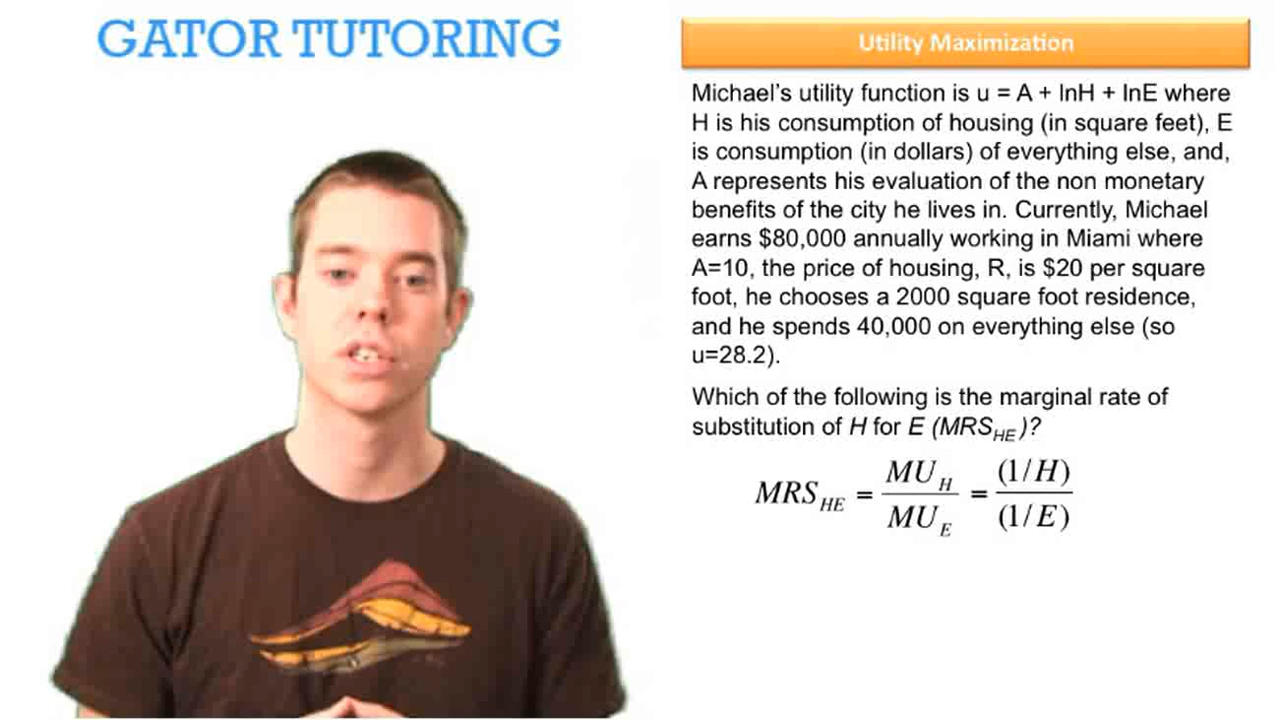 GATOR TUTORING
Utility Maximization
Michael's utility function is u = A + lnH + lnE where
H is his consumption of housing (in square feet), E
is consumption (in dollars) of everything else, and,
A represents his evaluation of the non monetary
benefits of the city he lives in. Currently, Michael
earns $80,000 annually working in Miami where
A=10, the price of housing, R, is $20 per square
foot, he chooses a 2000 square foot residence,
and he spends 40,000 on everything else (so
u=28.2).
Which of the following is the marginal rate of
substitution of H for E (MRS_HE)?
MRS_HE = MU_H / MU_E = (1/H) / (1/E)